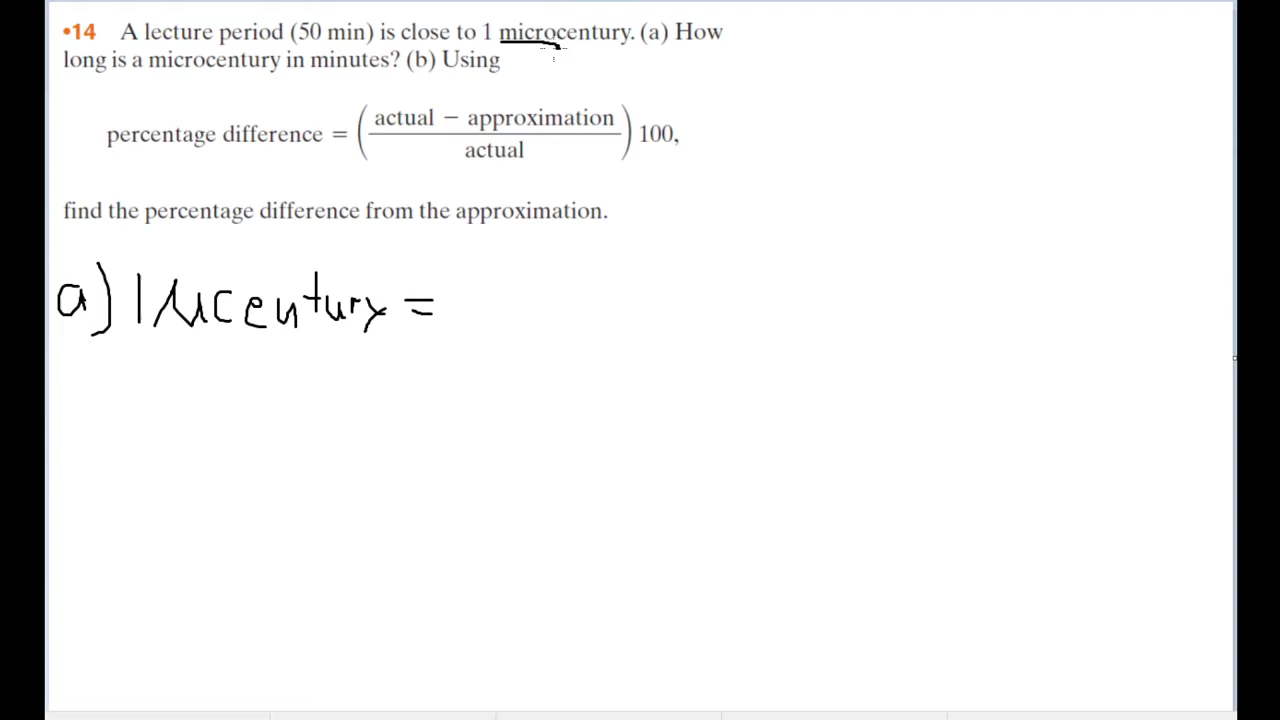 •14 A lecture period (50 min) is close to 1 microcentury. (a) How
long is a microcentury in minutes? (b) Using
percentage difference = (actual − approximation / actual) 100,
find the percentage difference from the approximation.
a) 1 μcentury =